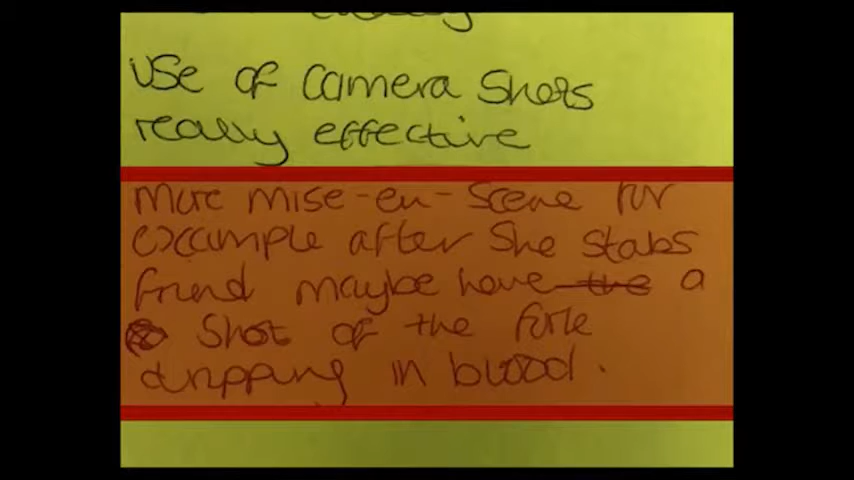 use of camera shots
really effective
More mise-en-scene for
example after she stabs
friend maybe have the a
shot of the fork
dripping in blood.